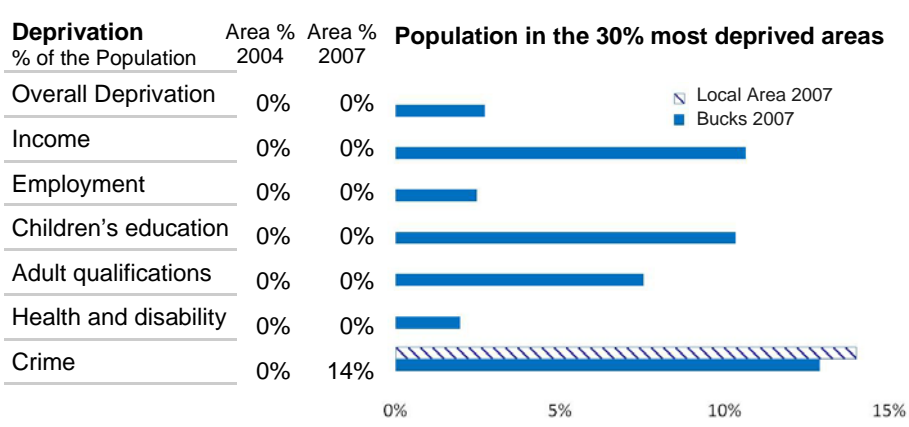 Deprivation Area % Area % Population in the 30% most deprived areas
% of the Population 2004 2007
Overall Deprivation 0% 0%
Local Area 2007
Bucks 2007
Income 0% 0%
Employment 0% 0%
Children's education 0% 0%
Adult qualifications 0% 0%
Health and disability 0% 0%
Crime 0% 14%
0% 5% 10% 15%